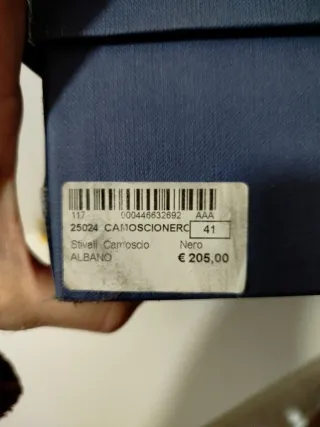 117 000446632692 AAA
25024 CAMOSCIONERO 41
Stivali Camoscio Nero
ALBANO € 205,00